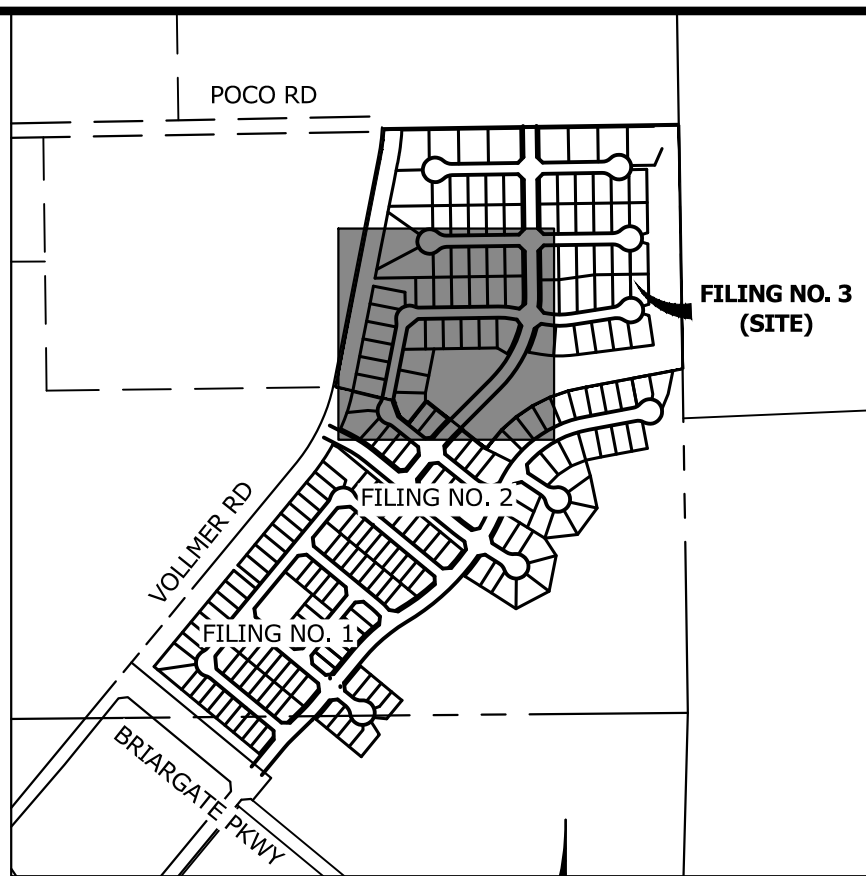 POCO RD
FILING NO. 3
(SITE)
FILING NO. 2
VOLLMER RD
FILING NO. 1
BRIARGATE PKWY